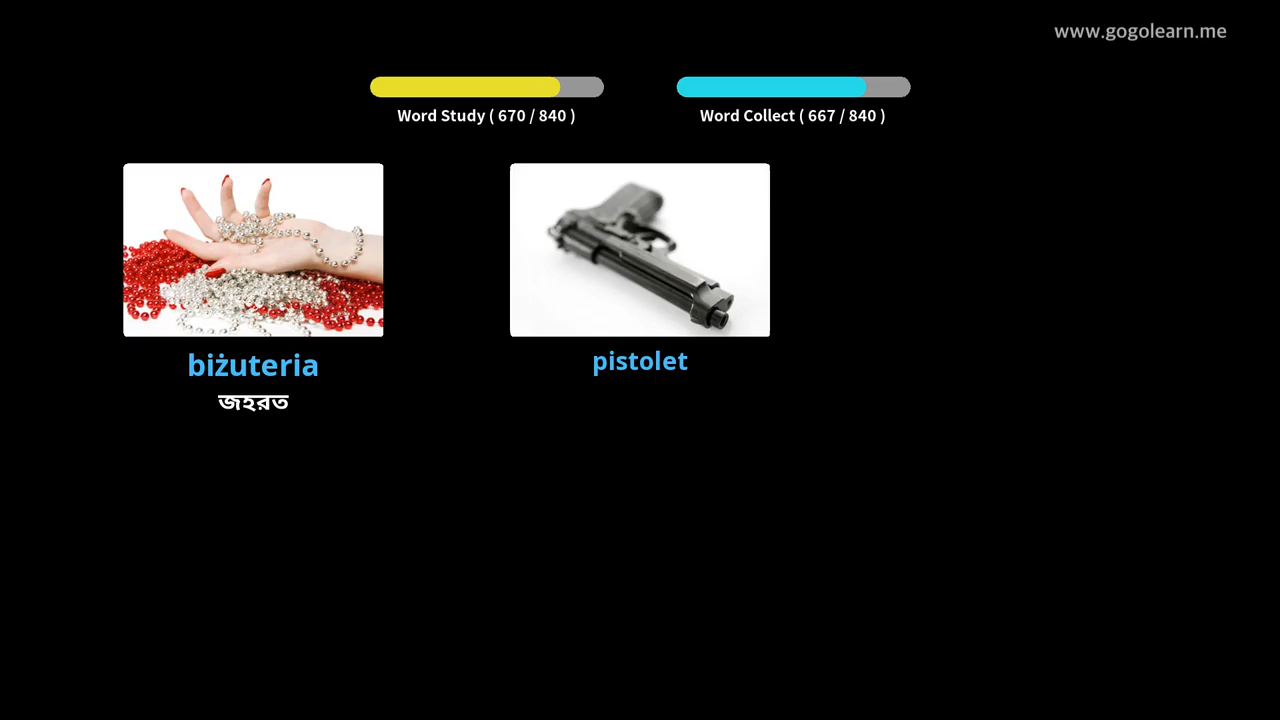 www.gogolearn.me
Word Study ( 670 / 840 )
Word Collect ( 667 / 840 )
biżuteria
pistolet
জহরত